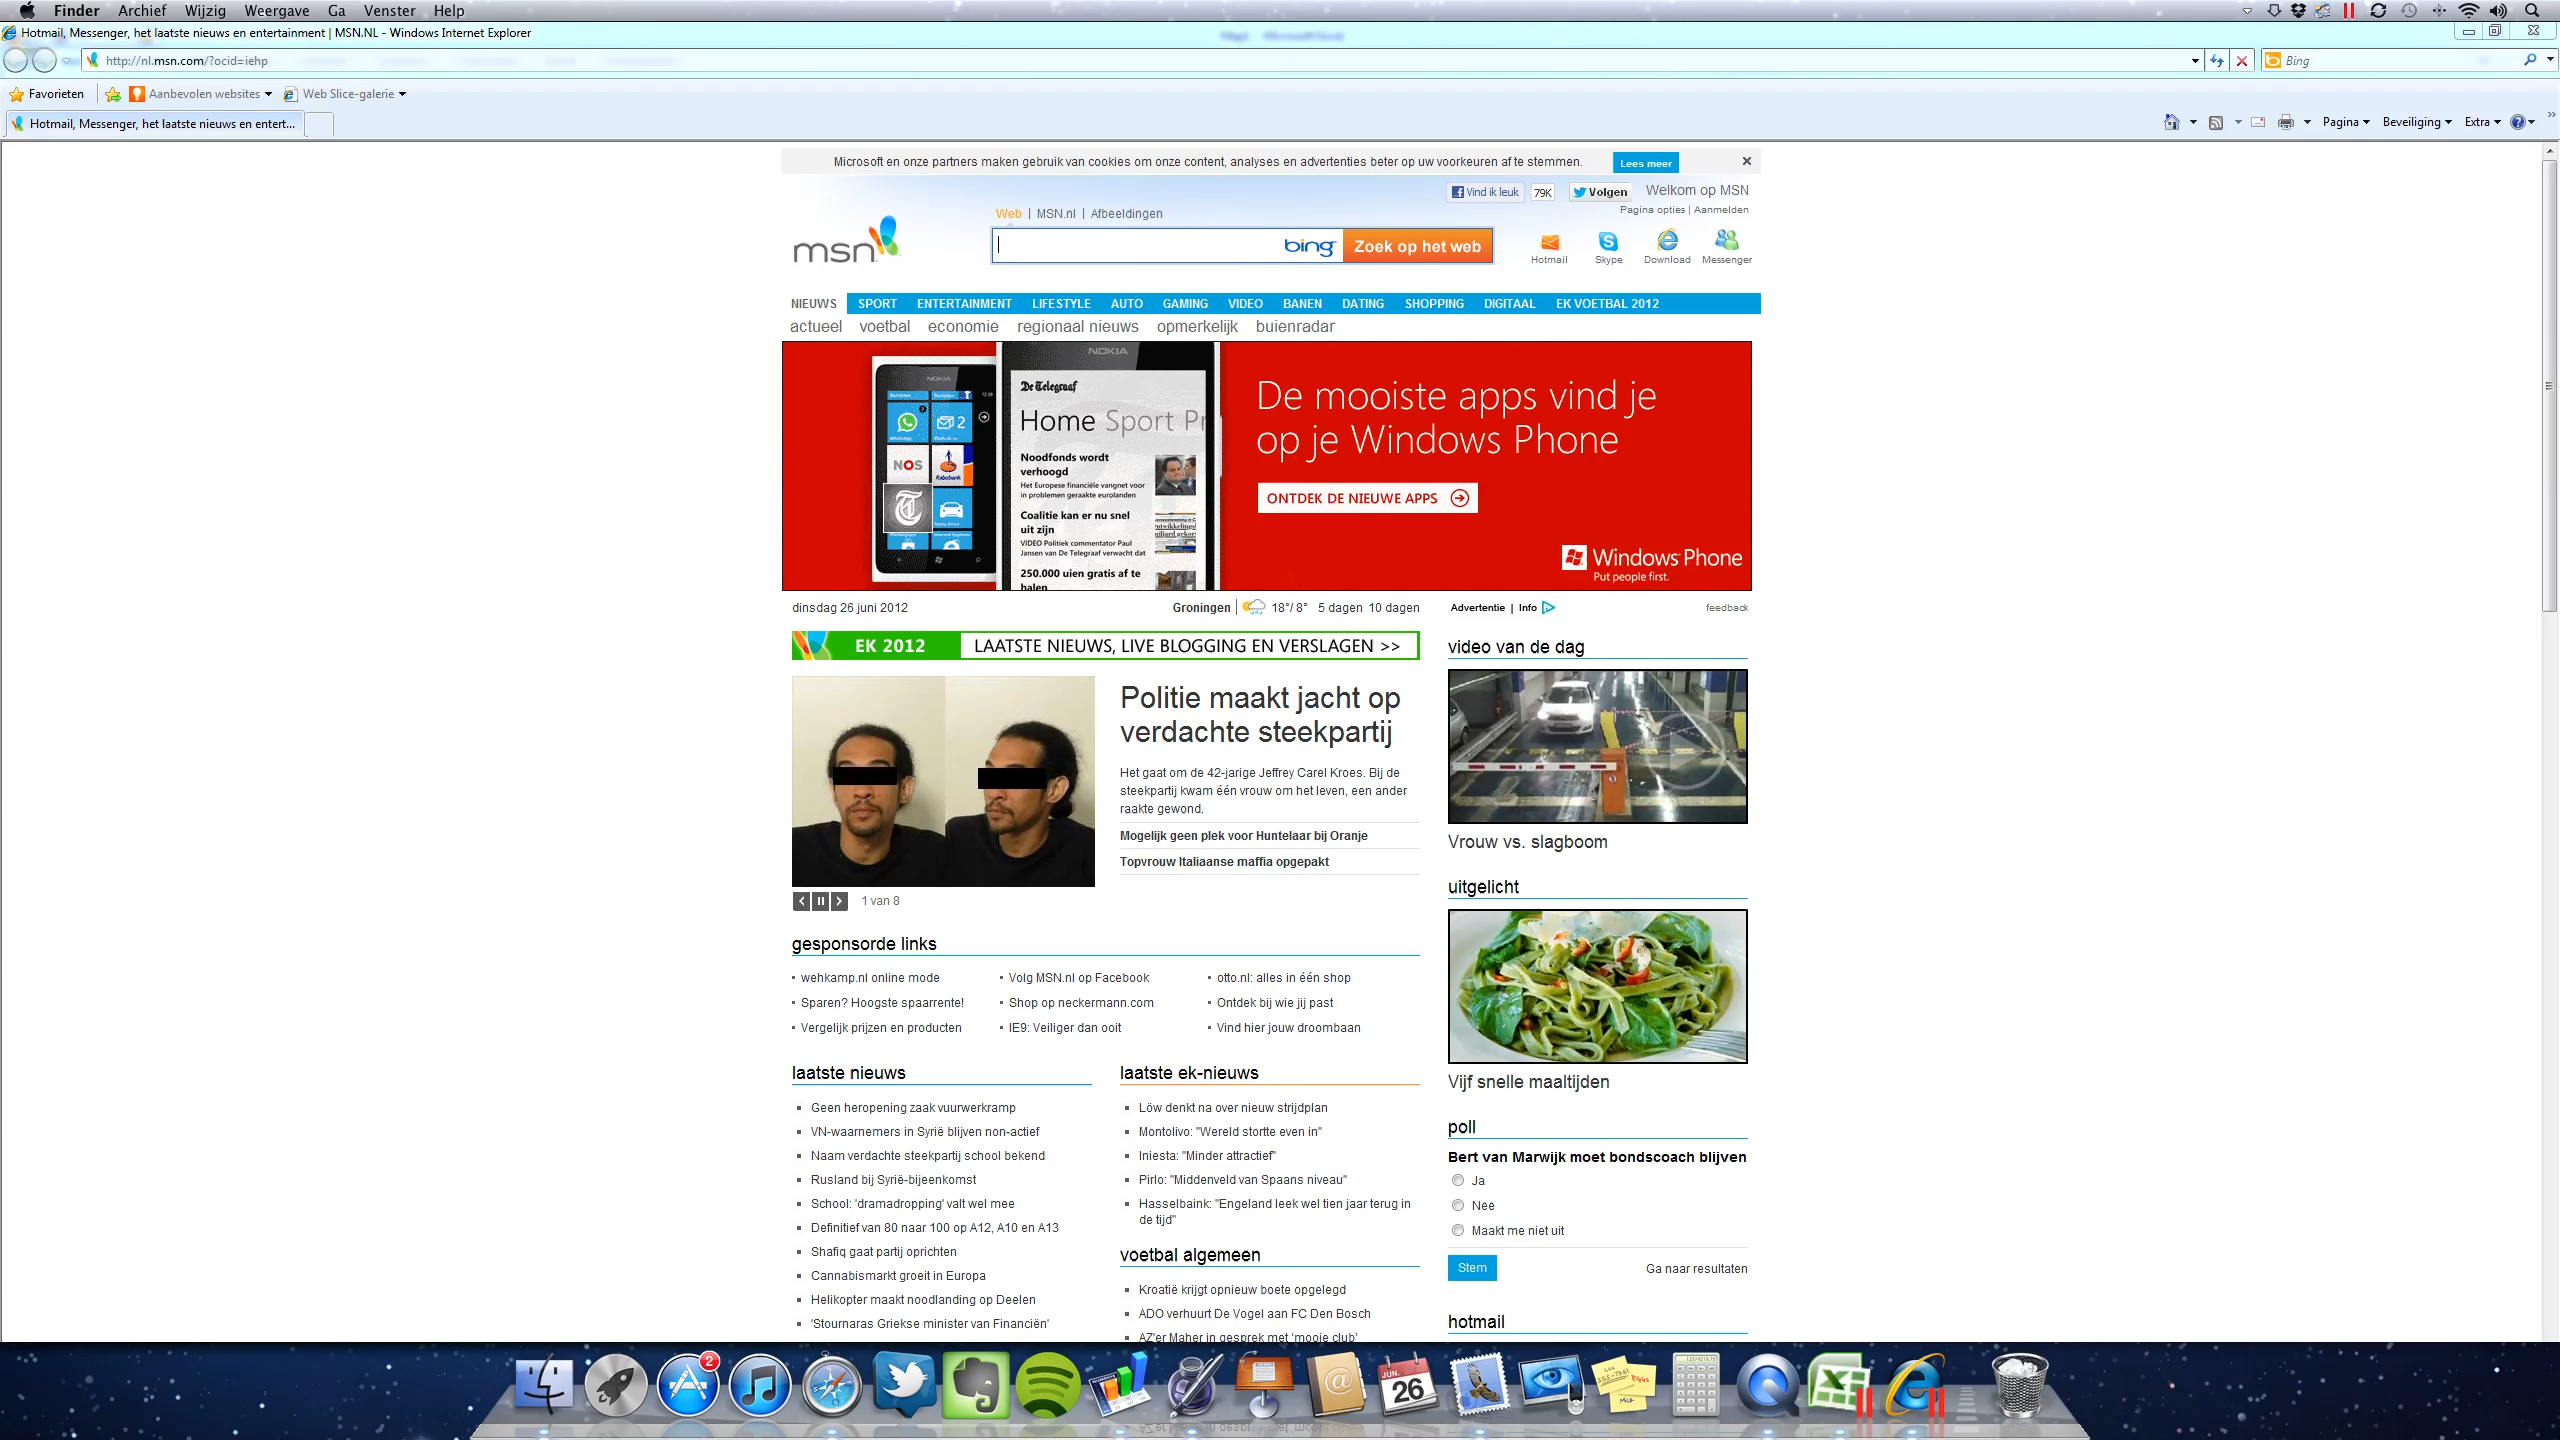 Finder Archief Wijzig Weergave Ga Venster Help
Hotmail, Messenger, het laatste nieuws en entertainment | MSN.NL - Windows Internet Explorer
http://nl.msn.com/?ocid=iehp
Bing
Favorieten Aanbevolen websites Web Slice-galerie
Hotmail, Messenger, het laatste nieuws en entert...
Pagina Beveiliging Extra
Microsoft en onze partners maken gebruik van cookies om onze content, analyses en advertenties beter op uw voorkeuren af te stemmen. Lees meer
Vind ik leuk 79K Volgen Welkom op MSN
Pagina opties | Aanmelden
Web | MSN.nl | Afbeeldingen
msn
bing Zoek op het web
Hotmail Skype Download Messenger
NIEUWS SPORT ENTERTAINMENT LIFESTYLE AUTO GAMING VIDEO BANEN DATING SHOPPING DIGITAAL EK VOETBAL 2012
actueel voetbal economie regionaal nieuws opmerkelijk buienradar
NOKIA
NOKIA
2
NOS
Rabobank
De Telegraaf
Home Sport Pr
Noodfonds wordt
verhoogd
Het Europese financiële vangnet voor
in problemen geraakte eurolanden
Coalitie kan er nu snel
uit zijn
VIDEO Politiek commentator Paul
Jansen van De Telegraaf verwacht dat
250.000 uien gratis af te
halen
De mooiste apps vind je
op je Windows Phone
ONTDEK DE NIEUWE APPS
Windows Phone
Put people first.
dinsdag 26 juni 2012
Groningen | 18°/ 8° 5 dagen 10 dagen
Advertentie | Info
feedback
EK 2012 LAATSTE NIEUWS, LIVE BLOGGING EN VERSLAGEN >>
Politie maakt jacht op
verdachte steekpartij
Het gaat om de 42-jarige Jeffrey Carel Kroes. Bij de
steekpartij kwam één vrouw om het leven, een ander
raakte gewond.
Mogelijk geen plek voor Huntelaar bij Oranje
Topvrouw Italiaanse maffia opgepakt
1 van 8
gesponsorde links
wehkamp.nl online mode
Volg MSN.nl op Facebook
otto.nl: alles in één shop
Sparen? Hoogste spaarrente!
Shop op neckermann.com
Ontdek bij wie jij past
Vergelijk prijzen en producten
IE9: Veiliger dan ooit
Vind hier jouw droombaan
laatste nieuws
Geen heropening zaak vuurwerkramp
VN-waarnemers in Syrië blijven non-actief
Naam verdachte steekpartij school bekend
Rusland bij Syrië-bijeenkomst
School: 'dramadropping' valt wel mee
Definitief van 80 naar 100 op A12, A10 en A13
Shafiq gaat partij oprichten
Cannabismarkt groeit in Europa
Helikopter maakt noodlanding op Deelen
'Stournaras Griekse minister van Financiën'
laatste ek-nieuws
Löw denkt na over nieuw strijdplan
Montolivo: "Wereld stortte even in"
Iniesta: "Minder attractief"
Pirlo: "Middenveld van Spaans niveau"
Hasselbaink: "Engeland leek wel tien jaar terug in
de tijd"
voetbal algemeen
Kroatië krijgt opnieuw boete opgelegd
ADO verhuurt De Vogel aan FC Den Bosch
AZ'er Maher in gesprek met 'mooie club'
video van de dag
Vrouw vs. slagboom
uitgelicht
Vijf snelle maaltijden
poll
Bert van Marwijk moet bondscoach blijven
Ja
Nee
Maakt me niet uit
Stem
Ga naar resultaten
hotmail
2
JUN.
26